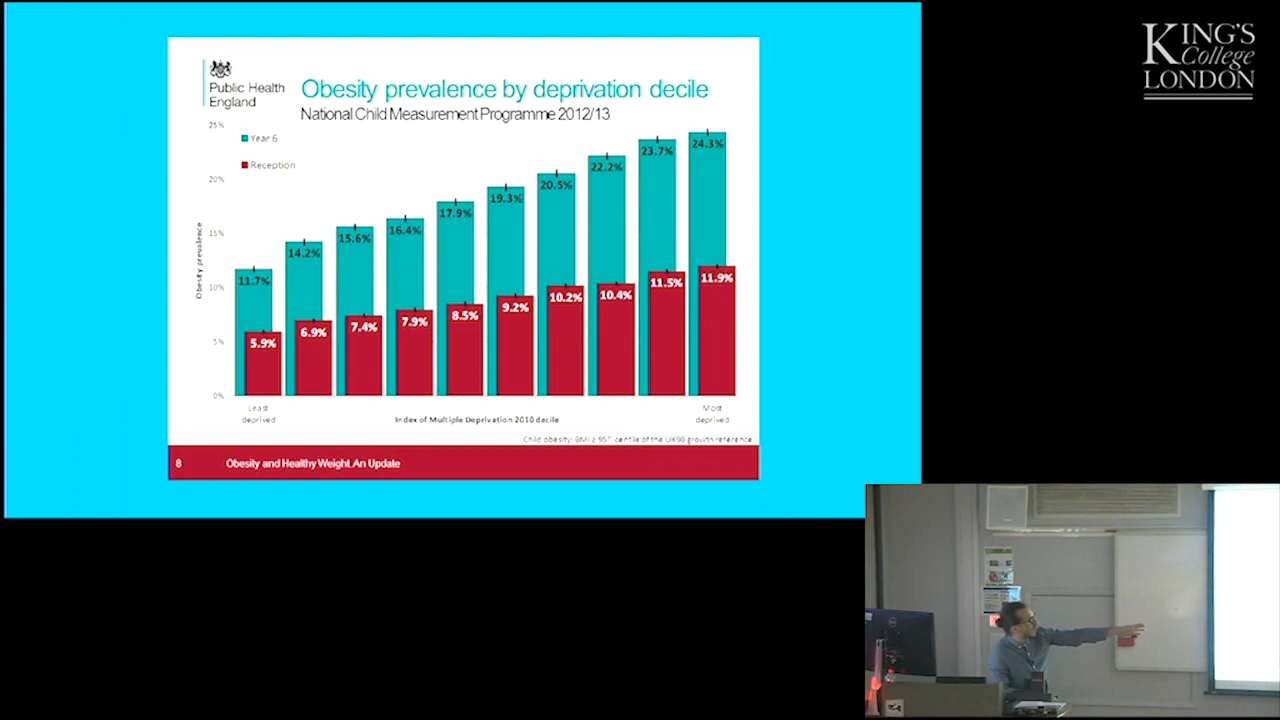 Public Health
England
Obesity prevalence by deprivation decile
National Child Measurement Programme 2012/13
25%
20%
15%
10%
5%
0%
Obesity prevalence
Year 6
Reception
11.7%
14.2%
15.6%
16.4%
17.9%
19.3%
20.5%
22.2%
23.7%
24.3%
5.9%
6.9%
7.4%
7.9%
8.5%
9.2%
10.2%
10.4%
11.5%
11.9%
Least
deprived
Index of Multiple Deprivation 2010 decile
Most
deprived
Child obesity: BMI ≥ 95TH centile of the UK90 growth reference
8
Obesity and Healthy Weight. An Update
KING'S
College
LONDON